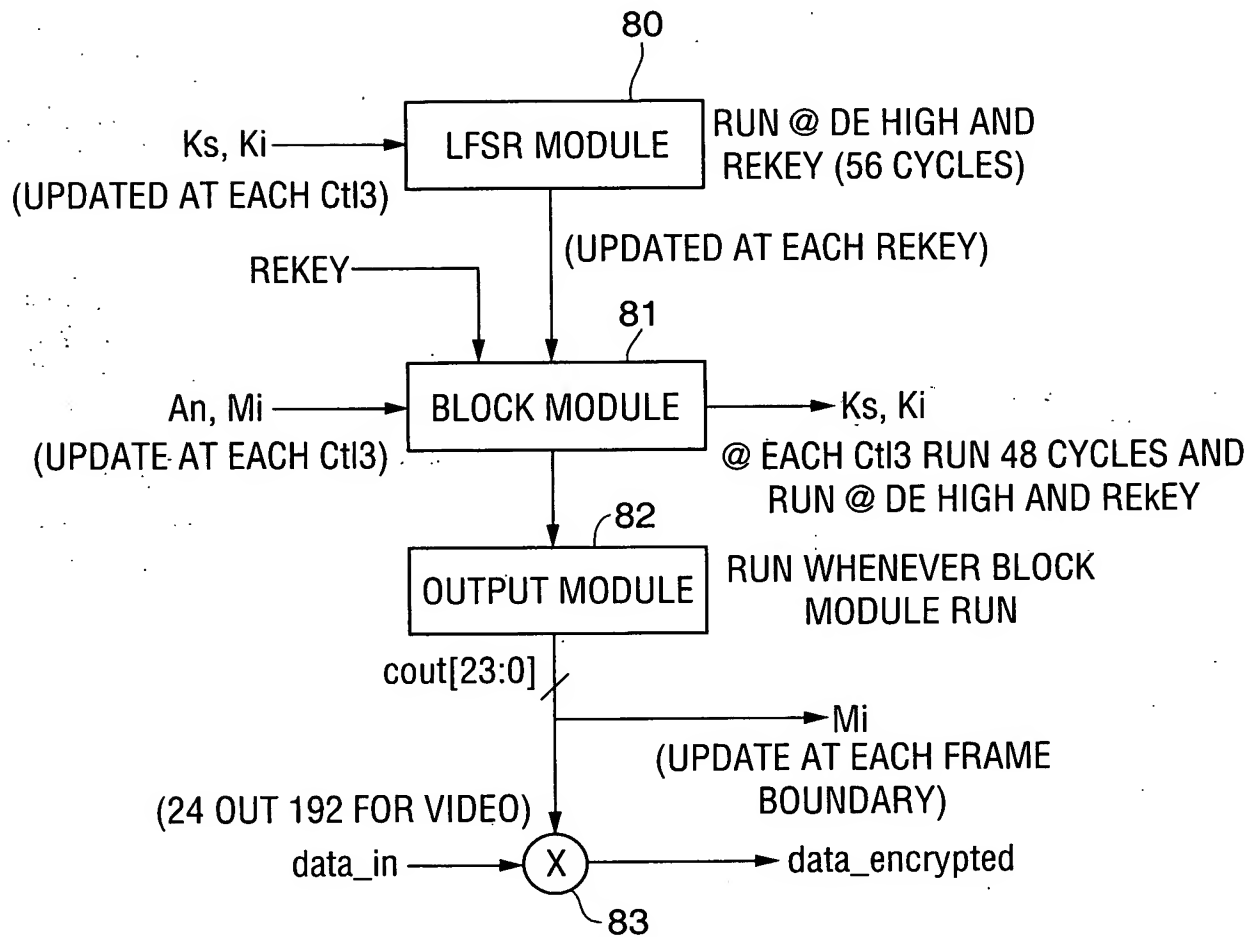 80
Ks, Ki
(UPDATED AT EACH Ctl3)
LFSR MODULE
RUN @ DE HIGH AND
REKEY (56 CYCLES)
(UPDATED AT EACH REKEY)
REKEY
81
An, Mi
(UPDATE AT EACH Ctl3)
BLOCK MODULE
Ks, Ki
@ EACH Ctl3 RUN 48 CYCLES AND
RUN @ DE HIGH AND REkEY
82
OUTPUT MODULE
RUN WHENEVER BLOCK
MODULE RUN
cout[23:0]
Mi
(UPDATE AT EACH FRAME
BOUNDARY)
(24 OUT 192 FOR VIDEO)
data_in
X
data_encrypted
83